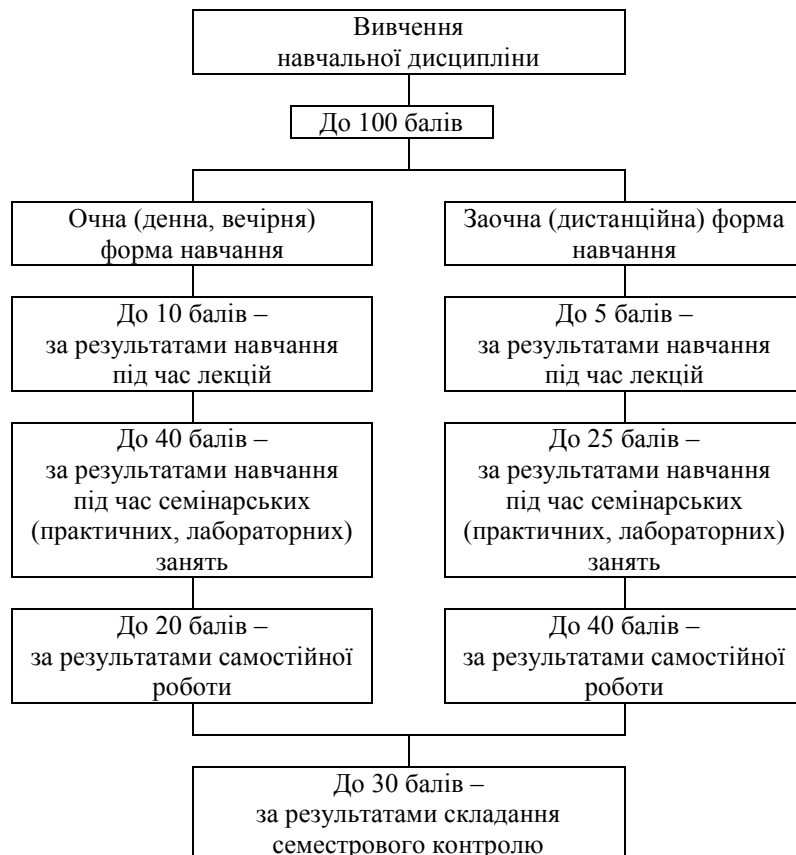 Вивчення
навчальної дисципліни
До 100 балів
Очна (денна, вечірня)
форма навчання
До 10 балів –
за результатами навчання
під час лекцій
До 40 балів –
за результатами навчання
під час семінарських
(практичних, лабораторних)
занять
До 20 балів –
за результатами самостійної
роботи
Заочна (дистанційна) форма
навчання
До 5 балів –
за результатами навчання
під час лекцій
До 25 балів –
за результатами навчання
під час семінарських
(практичних, лабораторних)
занять
До 40 балів –
за результатами самостійної
роботи
До 30 балів –
за результатами складання
семестрового контролю